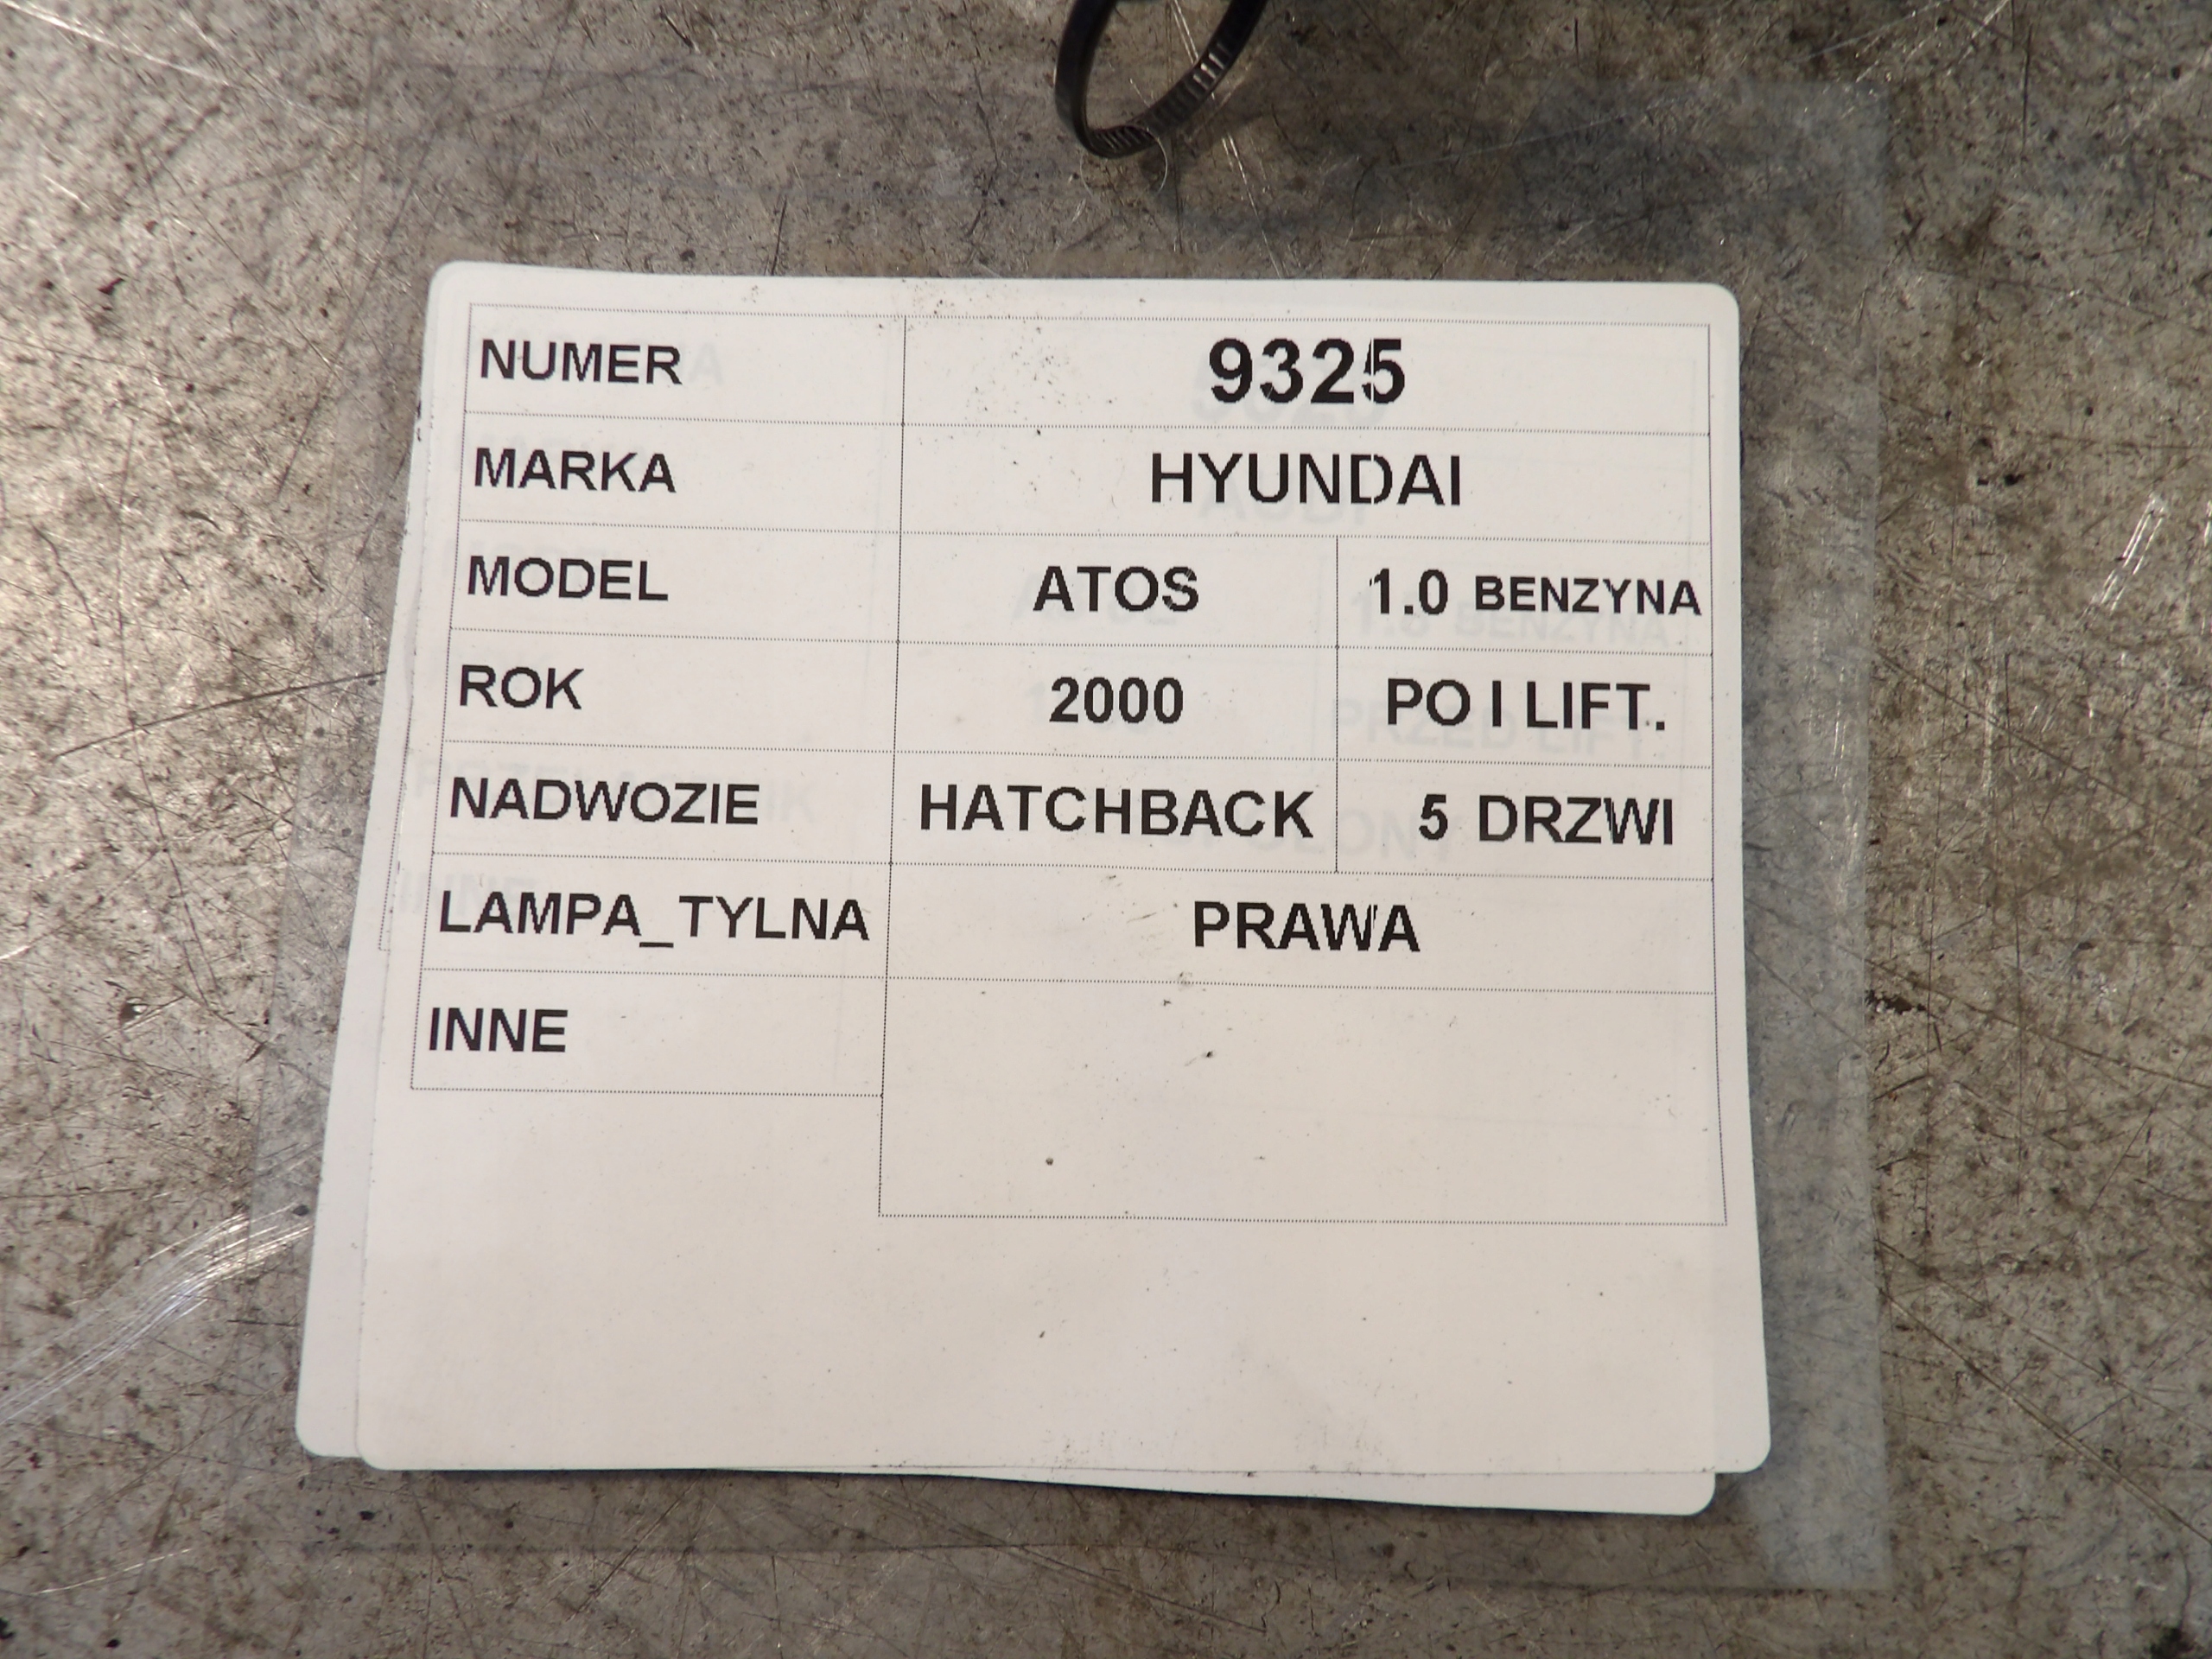 NUMER 9325
MARKA HYUNDAI
MODEL ATOS 1.0 BENZYNA
ROK 2000 PO I LIFT.
NADWOZIE HATCHBACK 5 DRZWI
LAMPA_TYLNA PRAWA
INNE